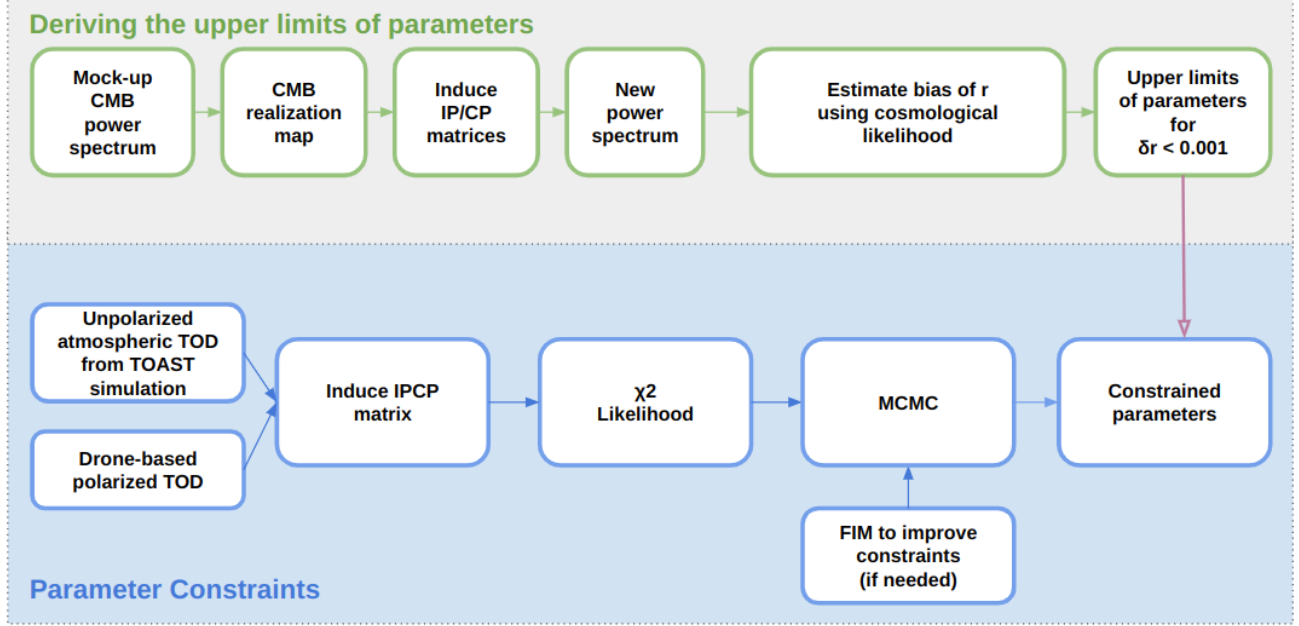 Deriving the upper limits of parameters
Mock-up
CMB
power
spectrum
CMB
realization
map
Induce
IP/CP
matrices
New
power
spectrum
Estimate bias of r
using cosmological
likelihood
Upper limits
of parameters
for
δr < 0.001
Unpolarized
atmospheric TOD
from TOAST
simulation
Drone-based
polarized TOD
Induce IPCP
matrix
χ2
Likelihood
MCMC
Constrained
parameters
FIM to improve
constraints
(if needed)
Parameter Constraints